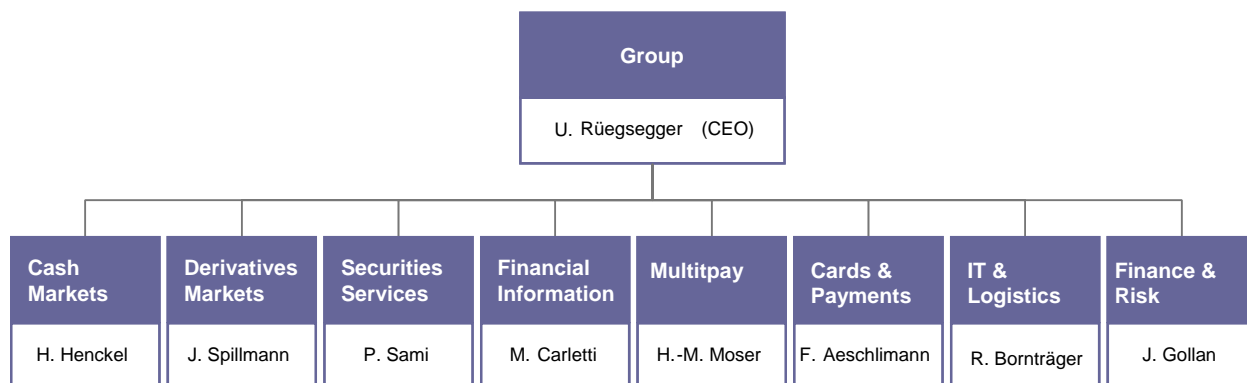 Group
U. Rüegsegger (CEO)
Cash
Markets
Derivatives
Markets
Securities
Services
Financial
Information
Multitpay
Cards &
Payments
IT &
Logistics
Finance &
Risk
H. Henckel
J. Spillmann
P. Sami
M. Carletti
H.-M. Moser
F. Aeschlimann
R. Bornträger
J. Gollan